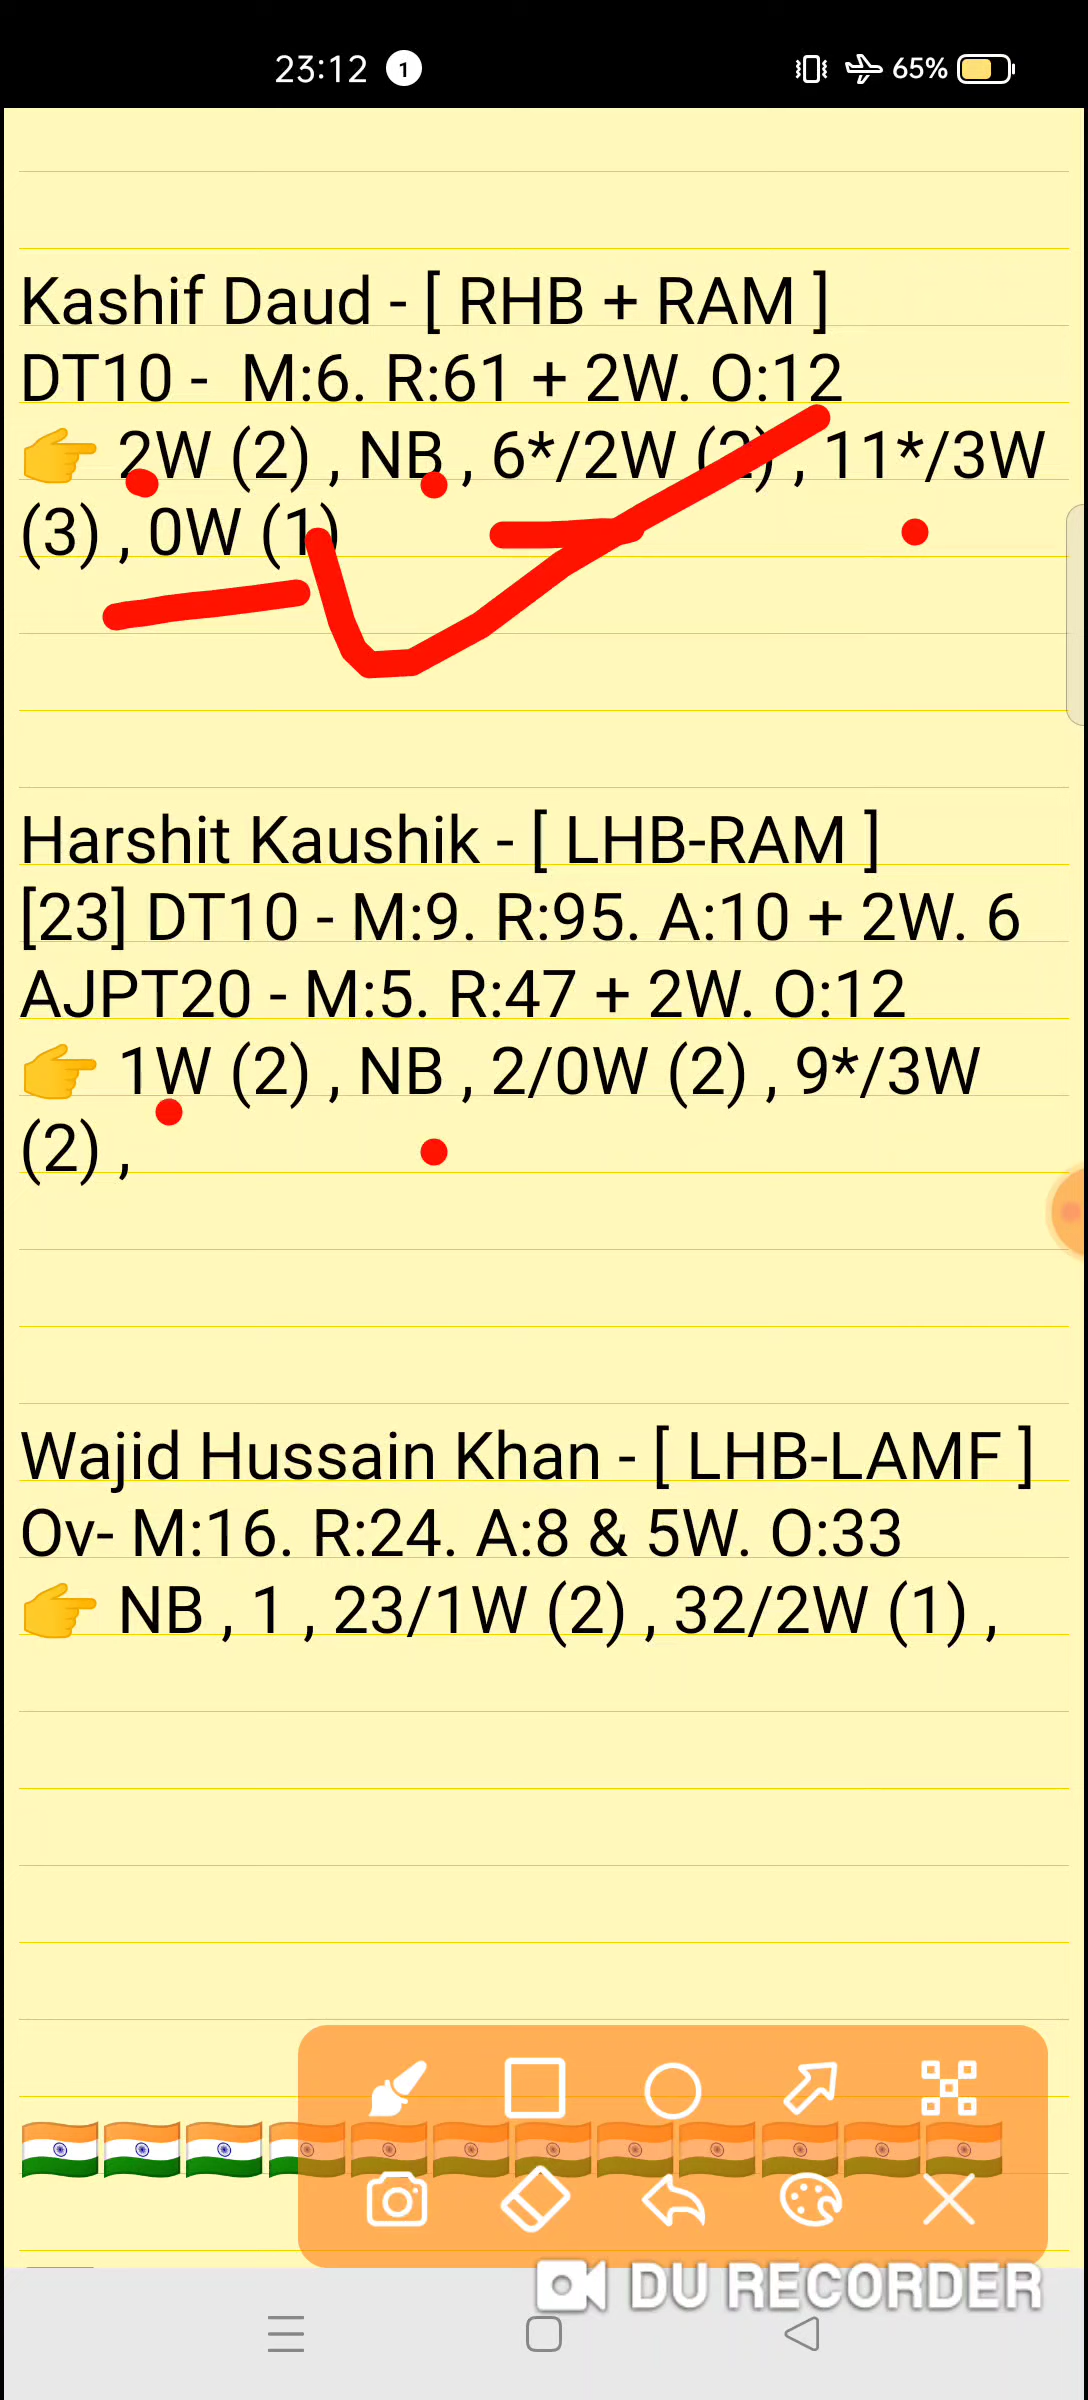 23:12 1 65%
Kashif Daud - [ RHB + RAM ]
DT10 - M:6. R:61 + 2W. O:12
👉 2W (2) , NB , 6*/2W (2) , 11*/3W
(3) , 0W (1)
Harshit Kaushik - [ LHB-RAM ]
[23] DT10 - M:9. R:95. A:10 + 2W. 6
AJPT20 - M:5. R:47 + 2W. O:12
👉 1W (2) , NB , 2/0W (2) , 9*/3W
(2) ,
Wajid Hussain Khan - [ LHB-LAMF ]
Ov- M:16. R:24. A:8 & 5W. O:33
👉 NB , 1 , 23/1W (2) , 32/2W (1) ,
🇮🇳🇮🇳🇮🇳🇮🇳🇮🇳🇮🇳🇮🇳🇮🇳🇮🇳🇮🇳🇮🇳🇮🇳
DU RECORDER